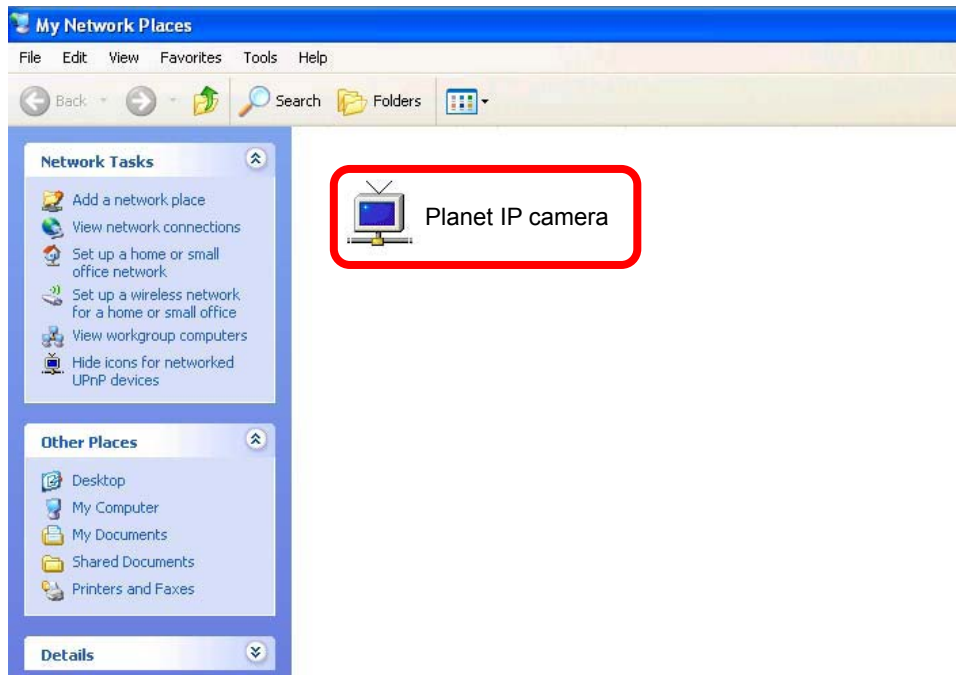 My Network Places
File Edit View Favorites Tools Help
Back Search Folders
Network Tasks
Add a network place
View network connections
Set up a home or small
office network
Set up a wireless network
for a home or small office
View workgroup computers
Hide icons for networked
UPnP devices
Other Places
Desktop
My Computer
My Documents
Shared Documents
Printers and Faxes
Details
Planet IP camera